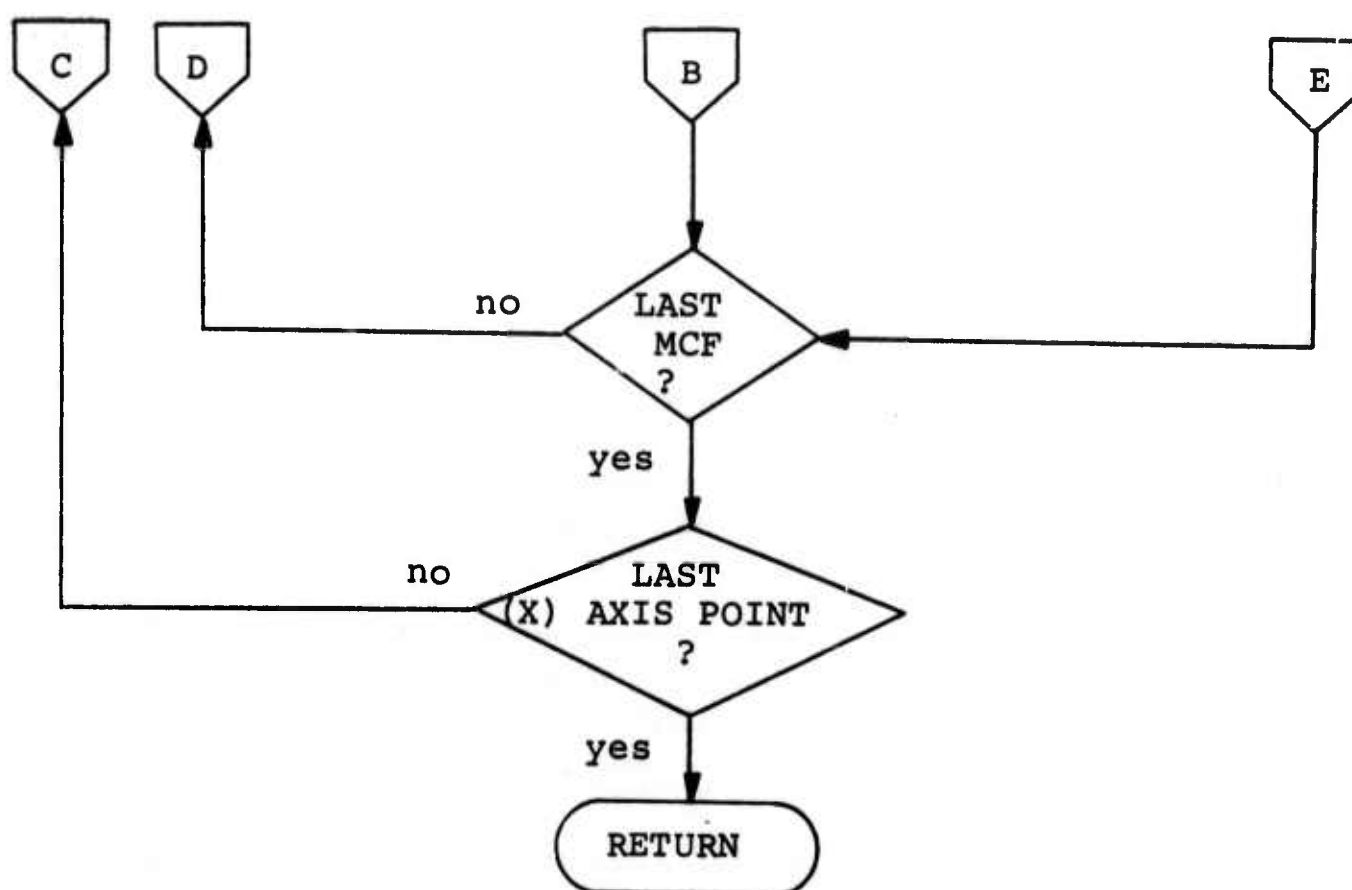 C
D
B
E
no
LAST
MCF
?
yes
no
LAST
(X) AXIS POINT
?
yes
RETURN